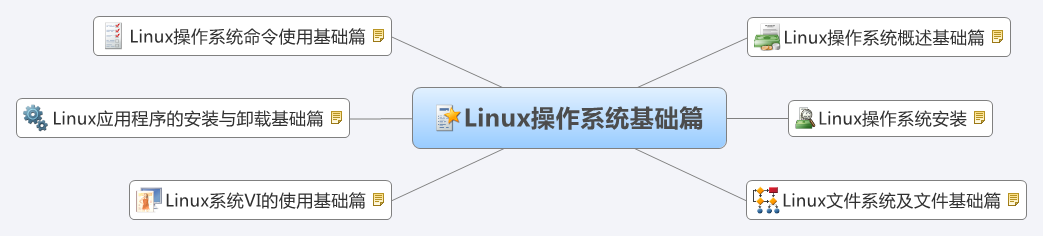 Linux操作系统命令使用基础篇
Linux操作系统概述基础篇
Linux应用程序的安装与卸载基础篇
Linux操作系统基础篇
Linux操作系统安装
Linux系统VI的使用基础篇
Linux文件系统及文件基础篇